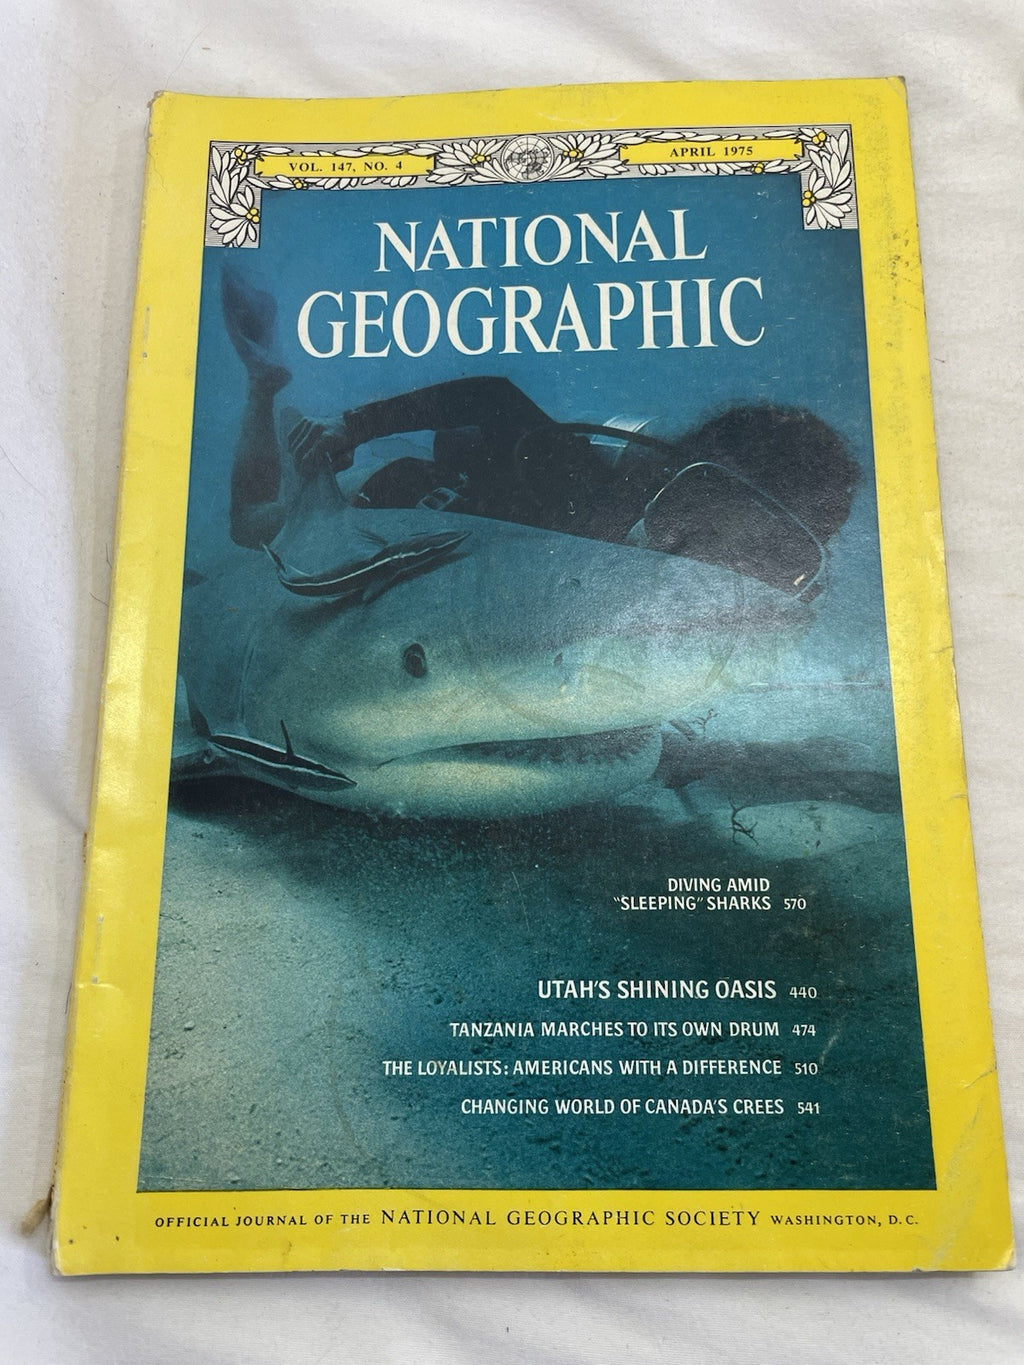 VOL. 147, NO. 4
APRIL 1975
NATIONAL
GEOGRAPHIC
DIVING AMID
"SLEEPING" SHARKS 570
UTAH'S SHINING OASIS 440
TANZANIA MARCHES TO ITS OWN DRUM 474
THE LOYALISTS: AMERICANS WITH A DIFFERENCE 510
CHANGING WORLD OF CANADA'S CREES 541
OFFICIAL JOURNAL OF THE NATIONAL GEOGRAPHIC SOCIETY WASHINGTON, D.C.